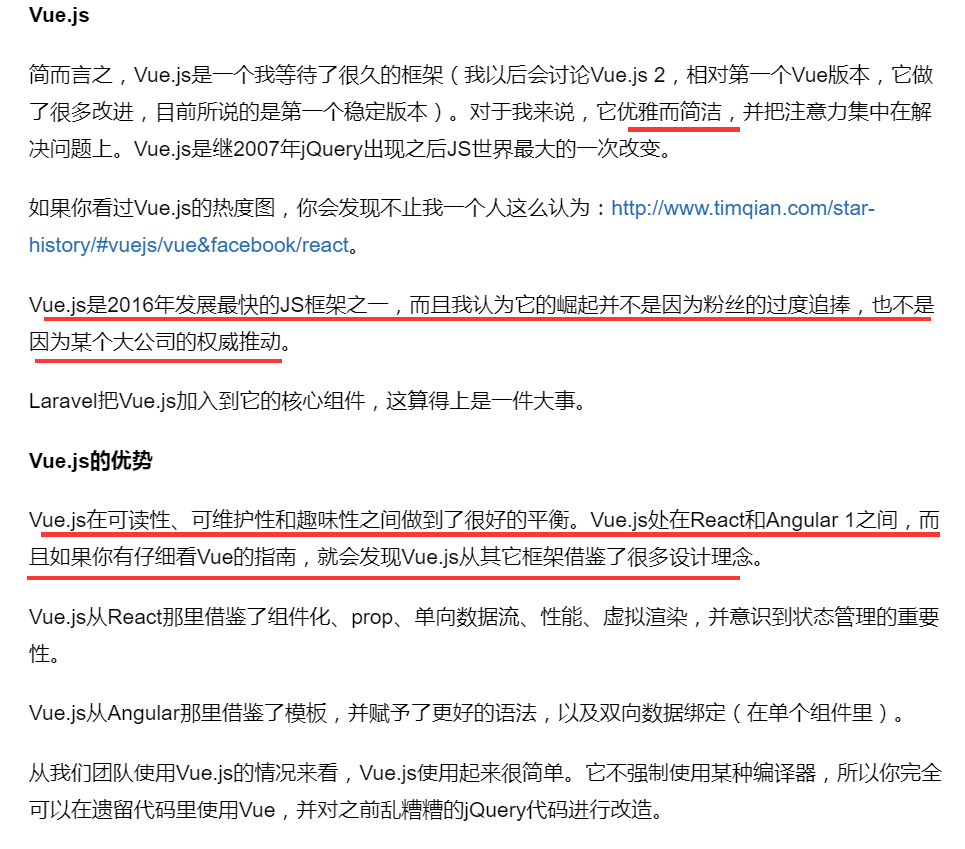 Vue.js
简而言之，Vue.js是一个我等待了很久的框架（我以后会讨论Vue.js 2，相对第一个Vue版本，它做
了很多改进，目前所说的是第一个稳定版本）。对于我来说，它优雅而简洁，并把注意力集中在解
决问题上。Vue.js是继2007年jQuery出现之后JS世界最大的一次改变。
如果你看过Vue.js的热度图，你会发现不止我一个人这么认为：http://www.timqian.com/star-
history/#vuejs/vue&facebook/react。
Vue.js是2016年发展最快的JS框架之一，而且我认为它的崛起并不是因为粉丝的过度追捧，也不是
因为某个大公司的权威推动。
Laravel把Vue.js加入到它的核心组件，这算得上是一件大事。
Vue.js的优势
Vue.js在可读性、可维护性和趣味性之间做到了很好的平衡。Vue.js处在React和Angular 1之间，而
且如果你有仔细看Vue的指南，就会发现Vue.js从其它框架借鉴了很多设计理念。
Vue.js从React那里借鉴了组件化、prop、单向数据流、性能、虚拟渲染，并意识到状态管理的重要
性。
Vue.js从Angular那里借鉴了模板，并赋予了更好的语法，以及双向数据绑定（在单个组件里）。
从我们团队使用Vue.js的情况来看，Vue.js使用起来很简单。它不强制使用某种编译器，所以你完全
可以在遗留代码里使用Vue，并对之前乱糟糟的jQuery代码进行改造。